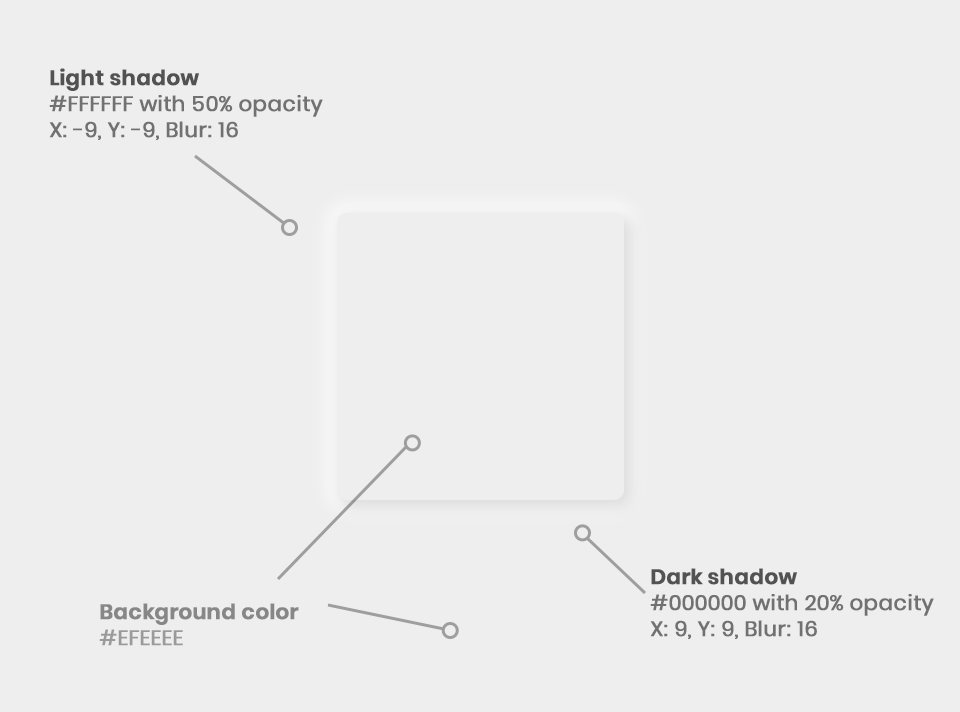 Light shadow
#FFFFFF with 50% opacity
X: -9, Y: -9, Blur: 16
Background color
#EFEEEE
Dark shadow
#000000 with 20% opacity
X: 9, Y: 9, Blur: 16